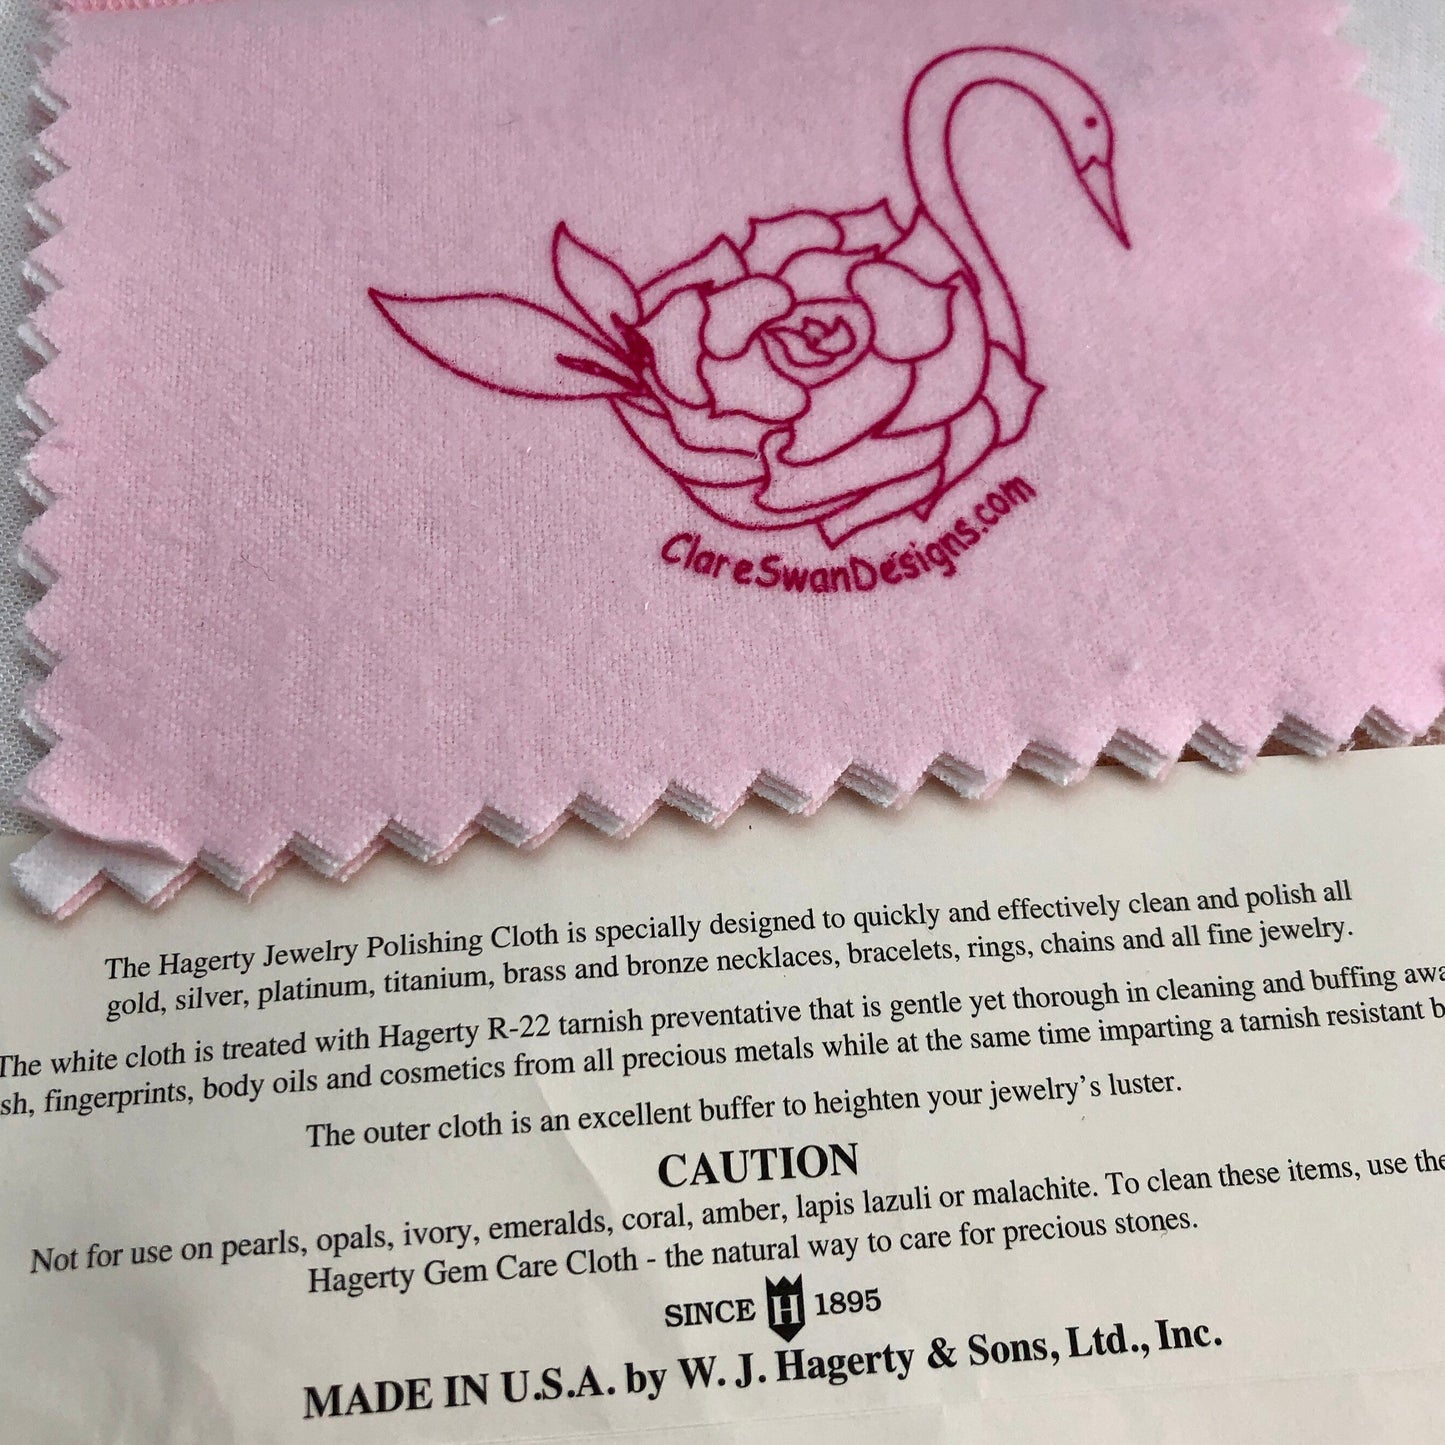 ClareSwanDesigns.com
The Hagerty Jewelry Polishing Cloth is specially designed to quickly and effectively clean and polish all
gold, silver, platinum, titanium, brass and bronze necklaces, bracelets, rings, chains and all fine jewelry.
The white cloth is treated with Hagerty R-22 tarnish preventative that is gentle yet thorough in cleaning and buffing
fingerprints, body oils and cosmetics from all precious metals while at the same time imparting a tarnish resistant
The outer cloth is an excellent buffer to heighten your jewelry's luster.
CAUTION
Not for use on pearls, opals, ivory, emeralds, coral, amber, lapis lazuli or malachite. To clean these items, use the
Hagerty Gem Care Cloth - the natural way to care for precious stones.
SINCE H 1895
MADE IN U.S.A. by W. J. Hagerty & Sons, Ltd., Inc.